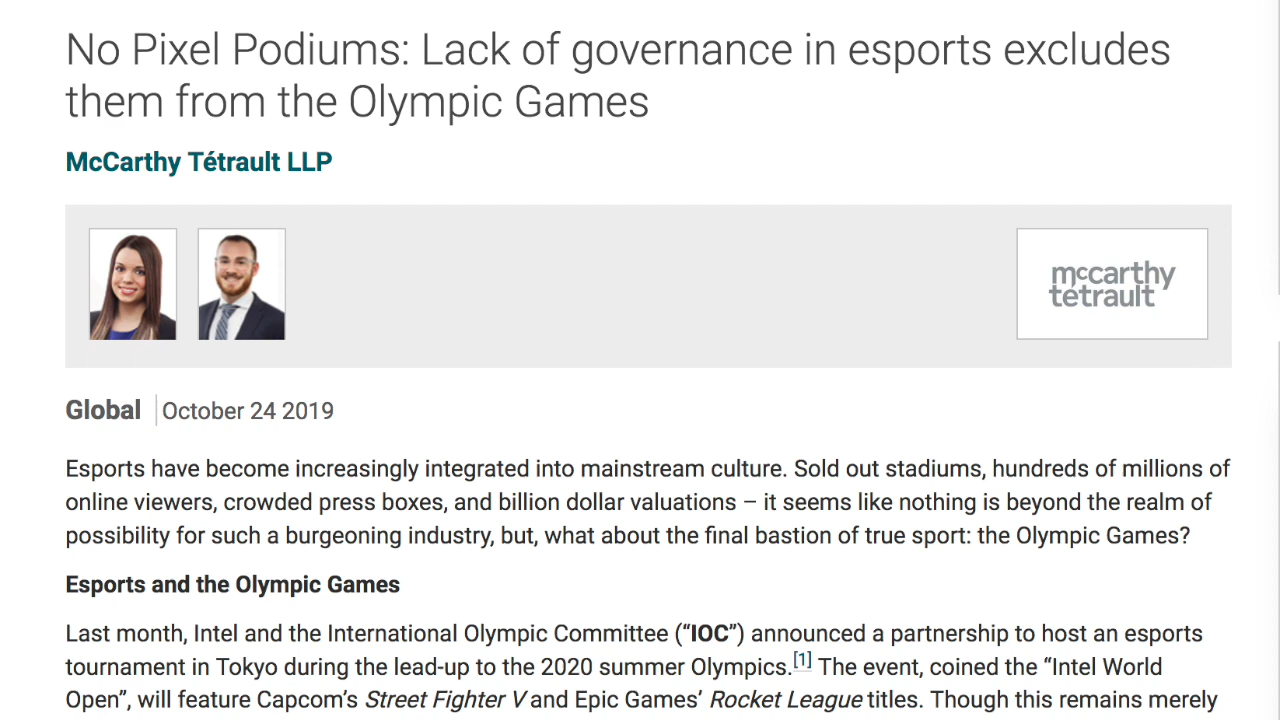 No Pixel Podiums: Lack of governance in esports excludes
them from the Olympic Games
McCarthy Tétrault LLP
mccarthy
tetrault
Global
October 24 2019
Esports have become increasingly integrated into mainstream culture. Sold out stadiums, hundreds of millions of
online viewers, crowded press boxes, and billion dollar valuations – it seems like nothing is beyond the realm of
possibility for such a burgeoning industry, but, what about the final bastion of true sport: the Olympic Games?
Esports and the Olympic Games
Last month, Intel and the International Olympic Committee (“IOC”) announced a partnership to host an esports
tournament in Tokyo during the lead-up to the 2020 summer Olympics.[1] The event, coined the “Intel World
Open”, will feature Capcom’s Street Fighter V and Epic Games’ Rocket League titles. Though this remains merely